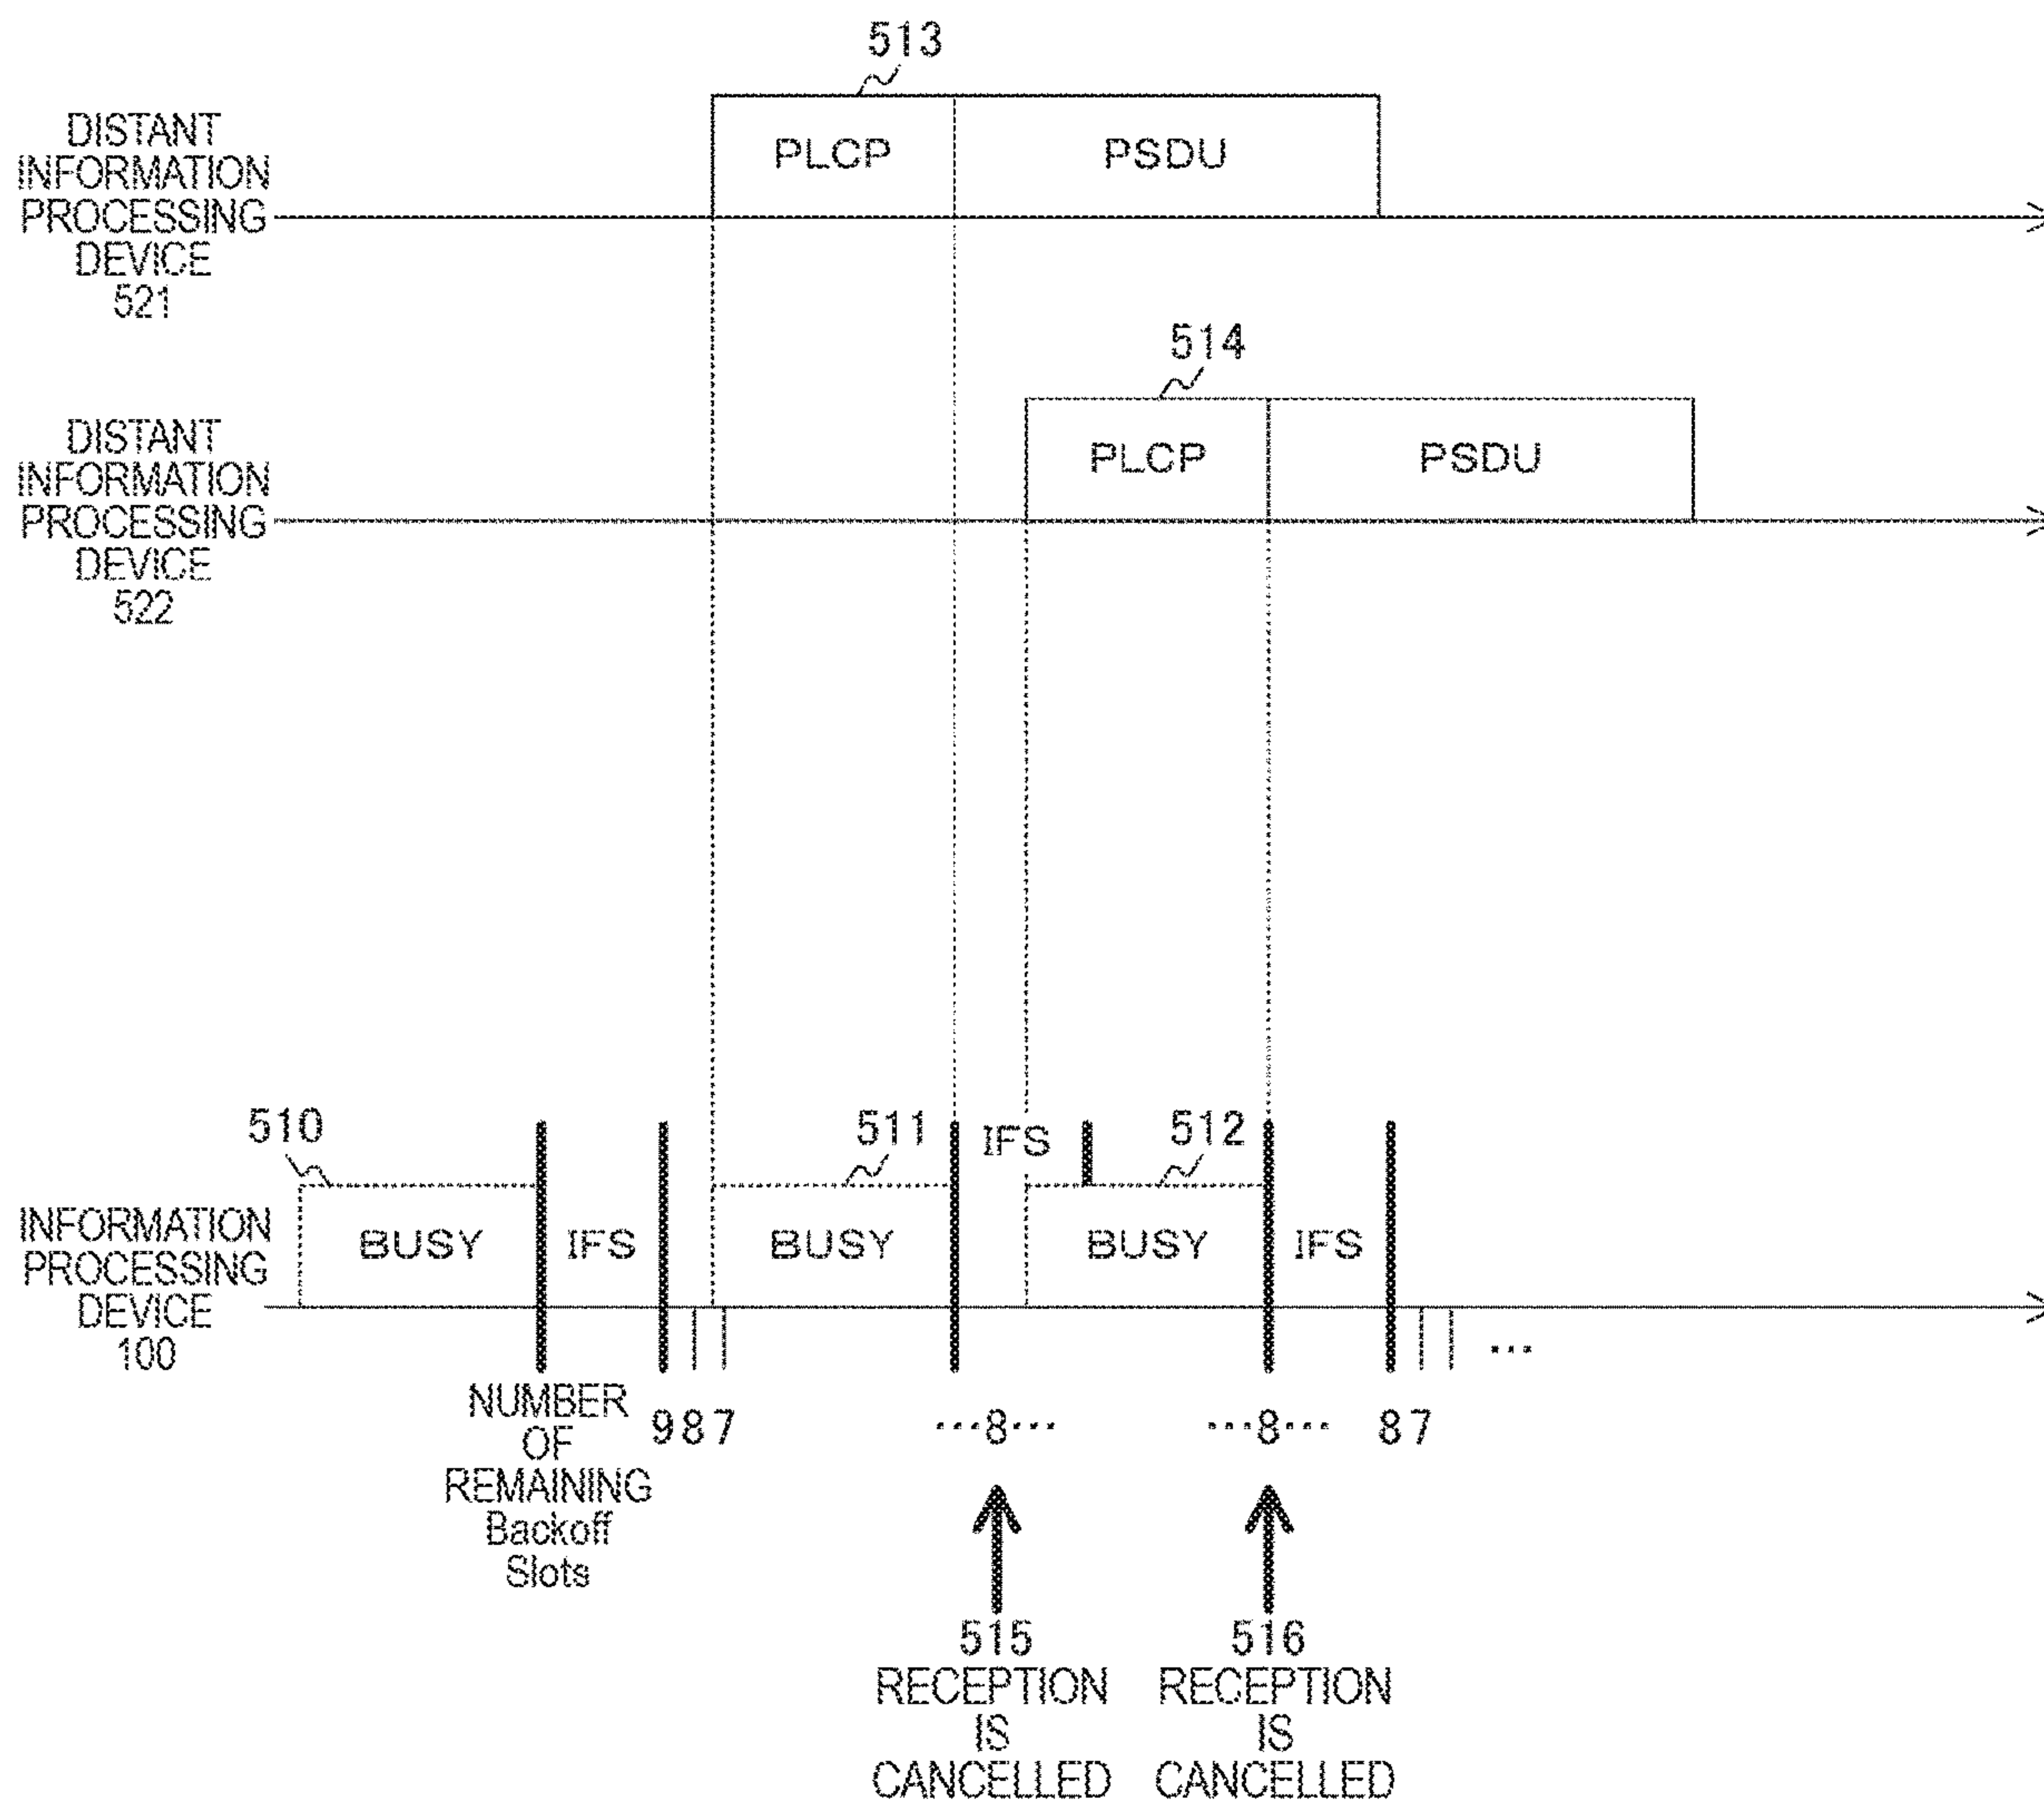 513
DISTANT
INFORMATION
PROCESSING
DEVICE
521
PLCP
PSDU
514
DISTANT
INFORMATION
PROCESSING
DEVICE
522
PLCP
PSDU
510
511
IFS
512
INFORMATION
PROCESSING
DEVICE
100
BUSY
IFS
BUSY
BUSY
IFS
...
NUMBER
OF
REMAINING
Backoff
Slots
987
...8...
...8...
87
515
RECEPTION
IS
CANCELLED
516
RECEPTION
IS
CANCELLED